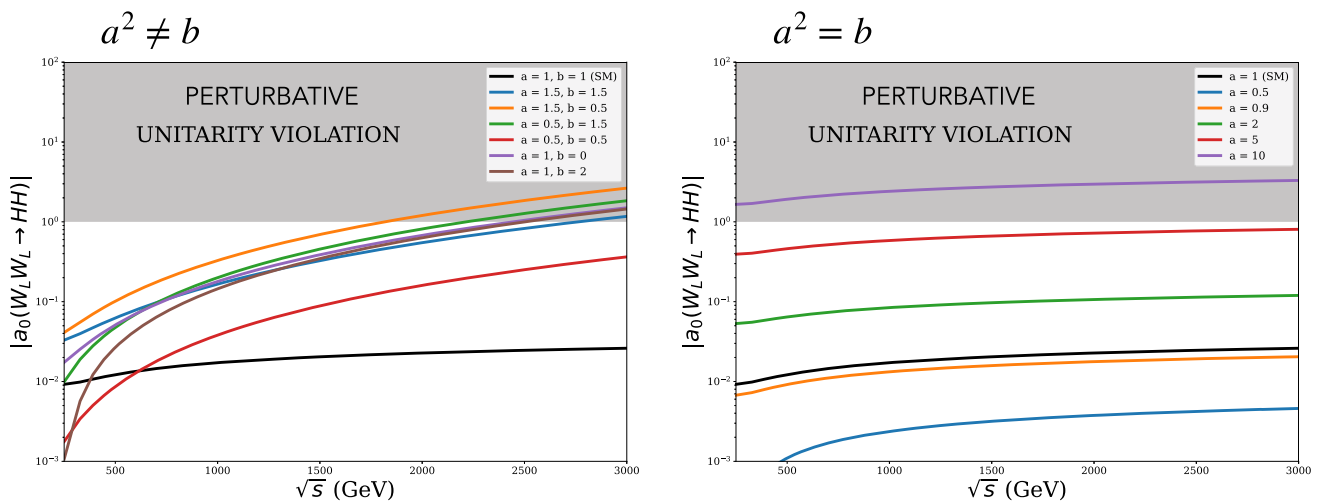 a² ≠ b
10²
10¹
10⁰
10⁻¹
10⁻²
10⁻³
|a₀(W_L W_L → HH)|
PERTURBATIVE
UNITARITY VIOLATION
a = 1, b = 1 (SM)
a = 1.5, b = 1.5
a = 1.5, b = 0.5
a = 0.5, b = 1.5
a = 0.5, b = 0.5
a = 1, b = 0
a = 1, b = 2
500 1000 1500 2000 2500 3000
√s (GeV)
a² = b
10²
10¹
10⁰
10⁻¹
10⁻²
10⁻³
|a₀(W_L W_L → HH)|
PERTURBATIVE
UNITARITY VIOLATION
a = 1 (SM)
a = 0.5
a = 0.9
a = 2
a = 5
a = 10
500 1000 1500 2000 2500 3000
√s (GeV)